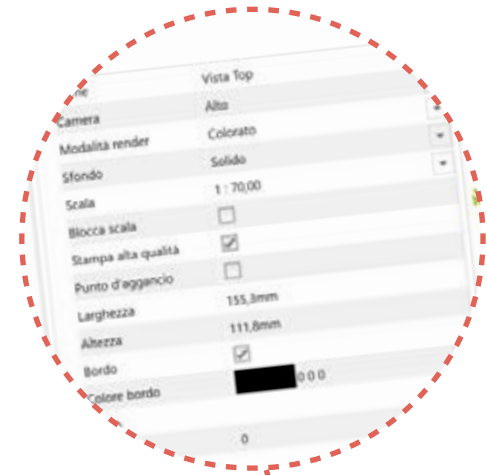 Vista Top
Camera Alto
Modalità render Colorato
Sfondo Solido
Scala 1 : 70,00
Blocca scala
Stampa alta qualità
Punto d'aggancio
Larghezza 155,3mm
Altezza 111,8mm
Bordo
Colore bordo 0 0 0
0